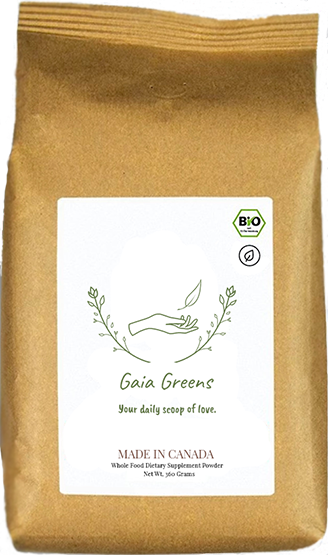 BiO
Gaia Greens
Your daily scoop of love.
MADE IN CANADA
Whole Food Dietary Supplement Powder
Net Wt. 360 Grams